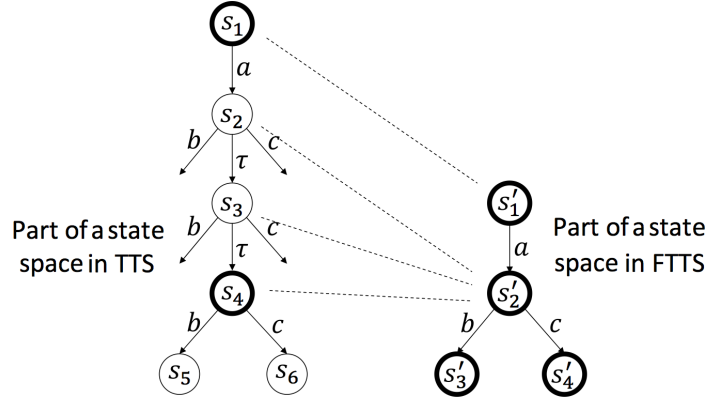 s₁
a
s₂
b τ c
s₃
b τ c
s₄
b c
s₅ s₆
Part of a state
space in TTS
s′₁
a
s′₂
b c
s′₃ s′₄
Part of a state
space in FTTS